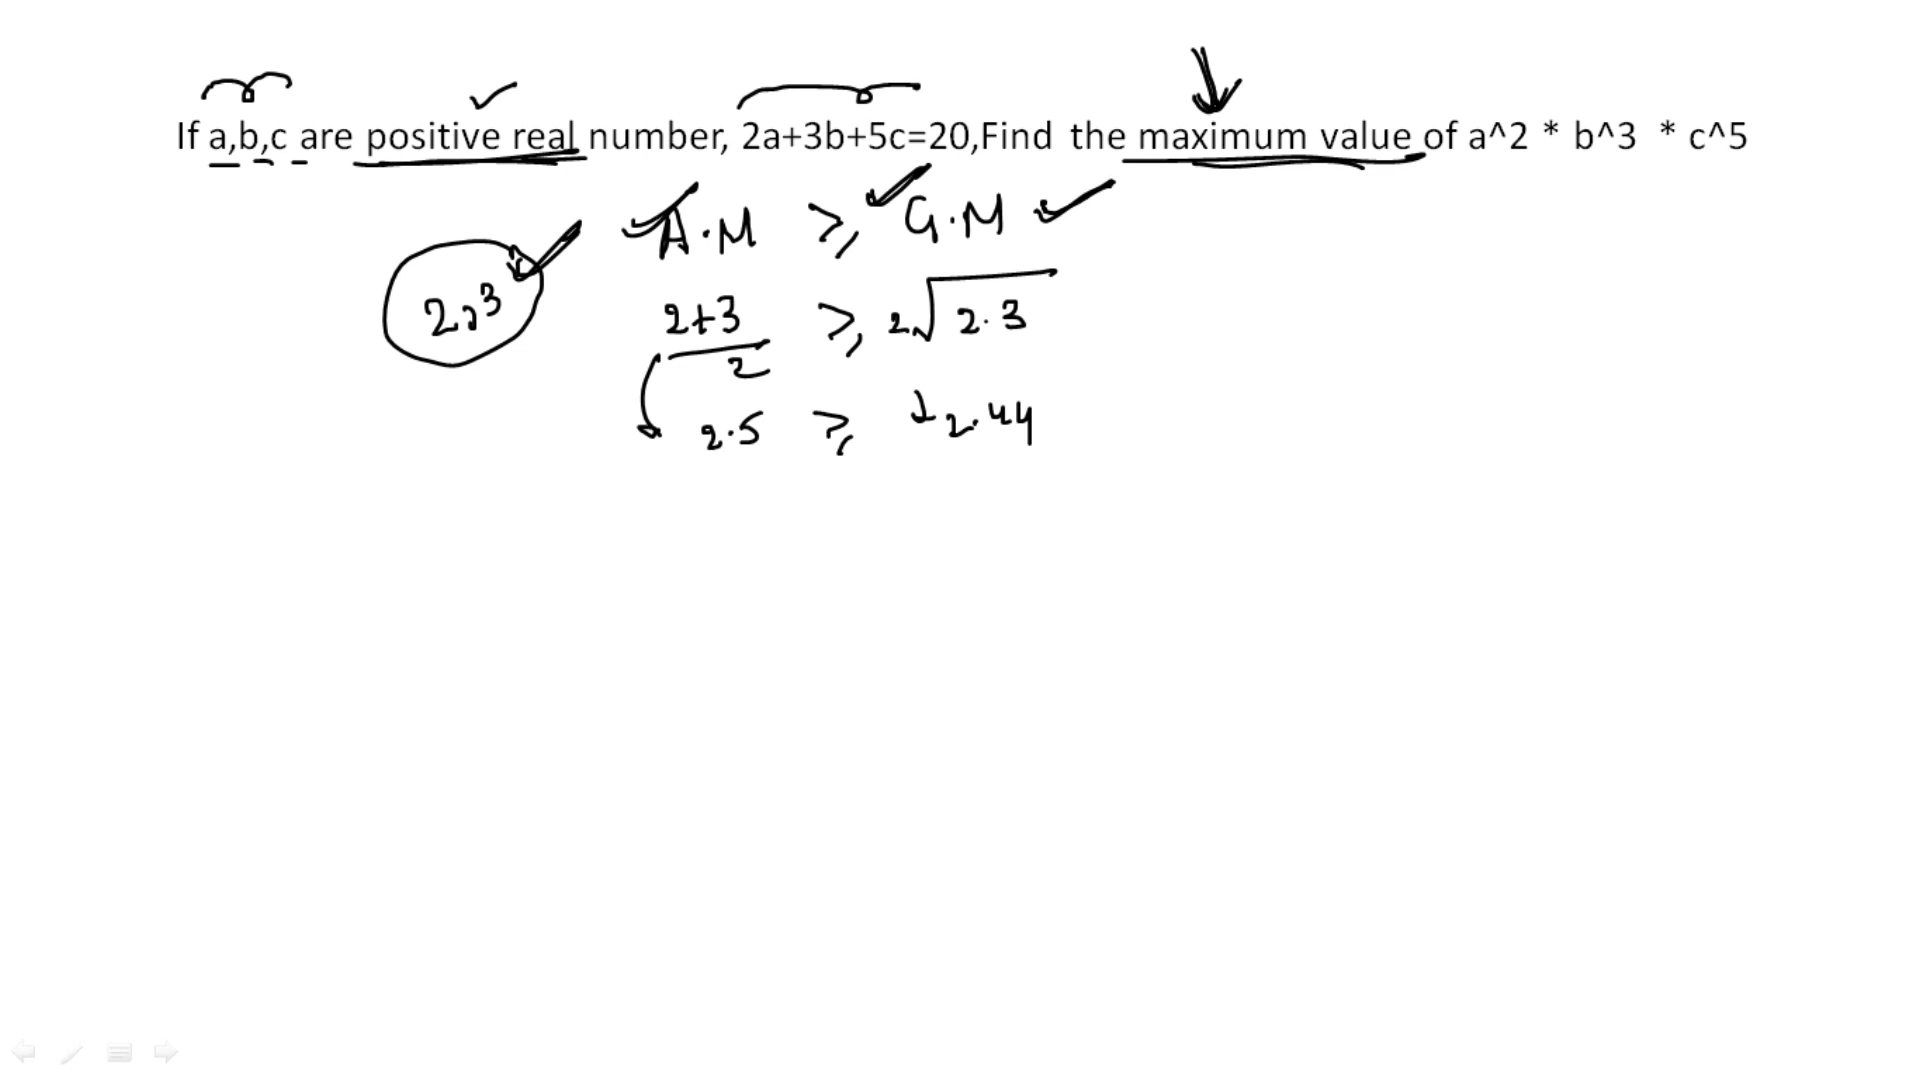 If a,b,c are positive real number, 2a+3b+5c=20,Find the maximum value of a^2 * b^3 * c^5
A.M ≥ G.M
2,3
2+3/2 ≥ 2√2.3
2.5 ≥ 2.44